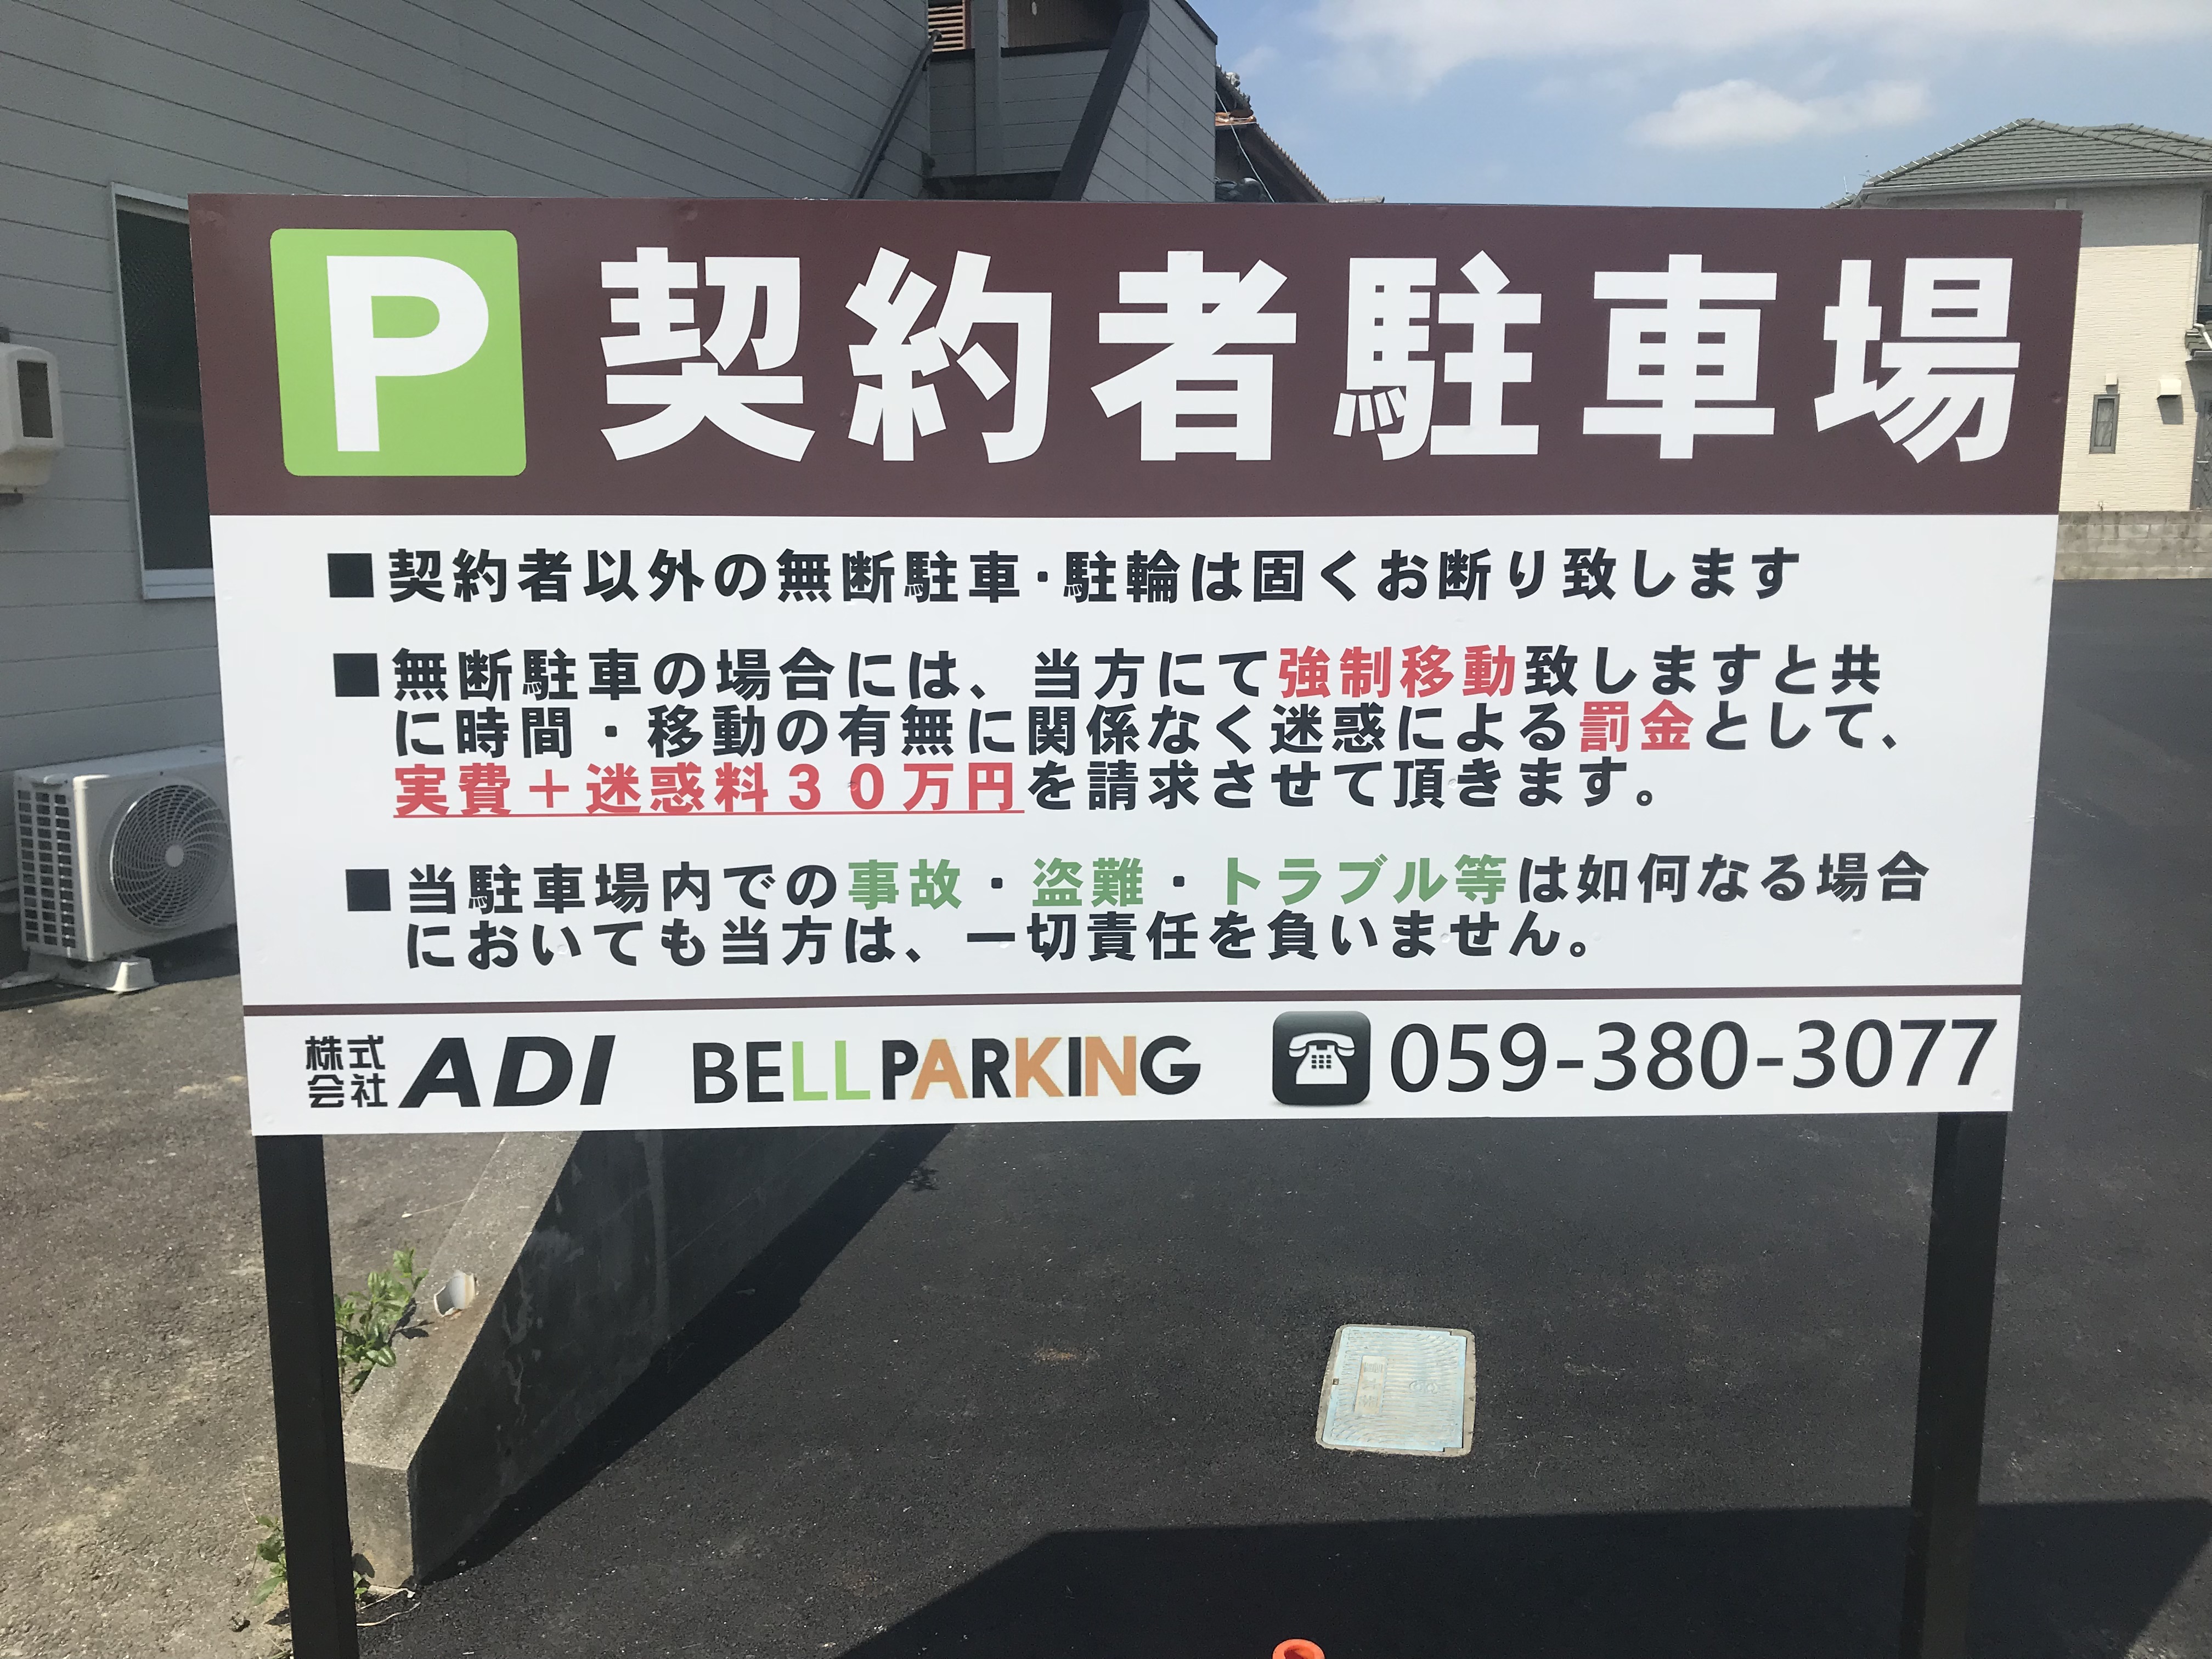 P 契約者駐車場
■契約者以外の無断駐車･駐輪は固くお断り致します
■無断駐車の場合には、当方にて強制移動致しますと共
に時間・移動の有無に関係なく迷惑による罰金として、
実費＋迷惑料３０万円を請求させて頂きます。
■当駐車場内での事故・盗難・トラブル等は如何なる場合
においても当方は、一切責任を負いません。
株式会社 ADI BELL PARKING 059-380-3077